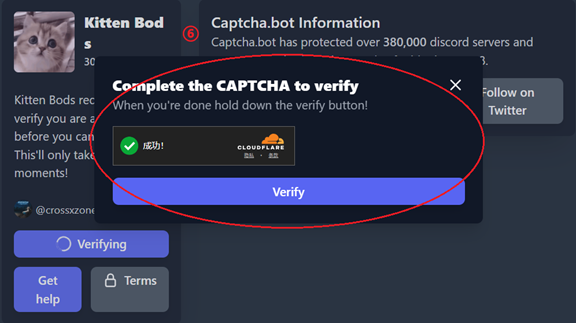 Kitten Bod
s
30
Kitten Bods rec
verify you are a
before you can
This'll only take
moments!
@crossxzone
Verifying
Get
help
Terms
⑥
Captcha.bot Information
Captcha.bot has protected over 380,000 discord servers and
3.
Follow on
Twitter
Complete the CAPTCHA to verify
When you're done hold down the verify button!
成功!
CLOUDFLARE
隐私 • 条款
Verify